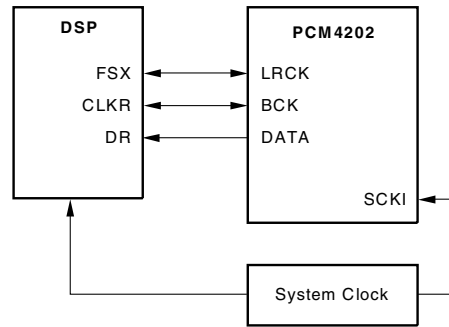 DSP
PCM4202
FSX
LRCK
CLKR
BCK
DR
DATA
SCKI
System Clock